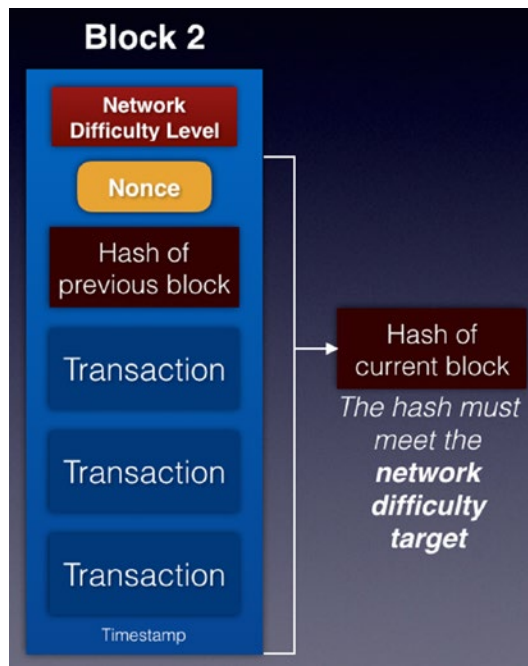 Block 2
Network
Difficulty Level
Nonce
Hash of
previous block
Transaction
Transaction
Transaction
Timestamp
Hash of
current block
The hash must
meet the
network
difficulty
target